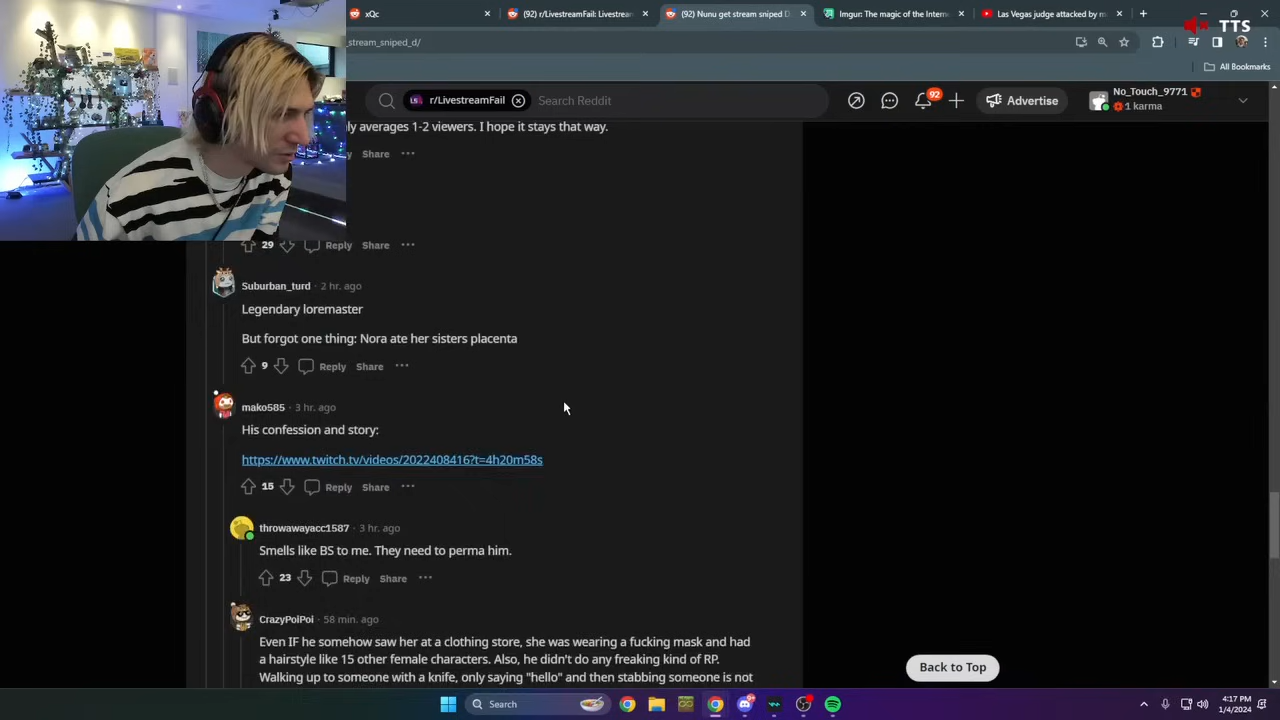 xQc
(92) r/LivestreamFail: Livestrea
(92) Nunu get stream sniped D
Imgur: The magic of the Interne
Las Vegas judge attacked by m
TTS
_stream_sniped_d/
All Bookmarks
r/LivestreamFail
Search Reddit
92
Advertise
No_Touch_9771
1 karma
ly averages 1-2 viewers. I hope it stays that way.
Share
29
Reply
Share
Suburban_turd · 2 hr. ago
Legendary loremaster
But forgot one thing: Nora ate her sisters placenta
9
Reply
Share
mako585 · 3 hr. ago
His confession and story:
https://www.twitch.tv/videos/2022408416?t=4h20m58s
15
Reply
Share
throwawayacc1587 · 3 hr. ago
Smells like BS to me. They need to perma him.
23
Reply
Share
CrazyPoiPoi · 58 min. ago
Even IF he somehow saw her at a clothing store, she was wearing a fucking mask and had
a hairstyle like 15 other female characters. Also, he didn't do any freaking kind of RP.
Walking up to someone with a knife, only saying "hello" and then stabbing someone is not
Back to Top
Search
4:17 PM
1/4/2024